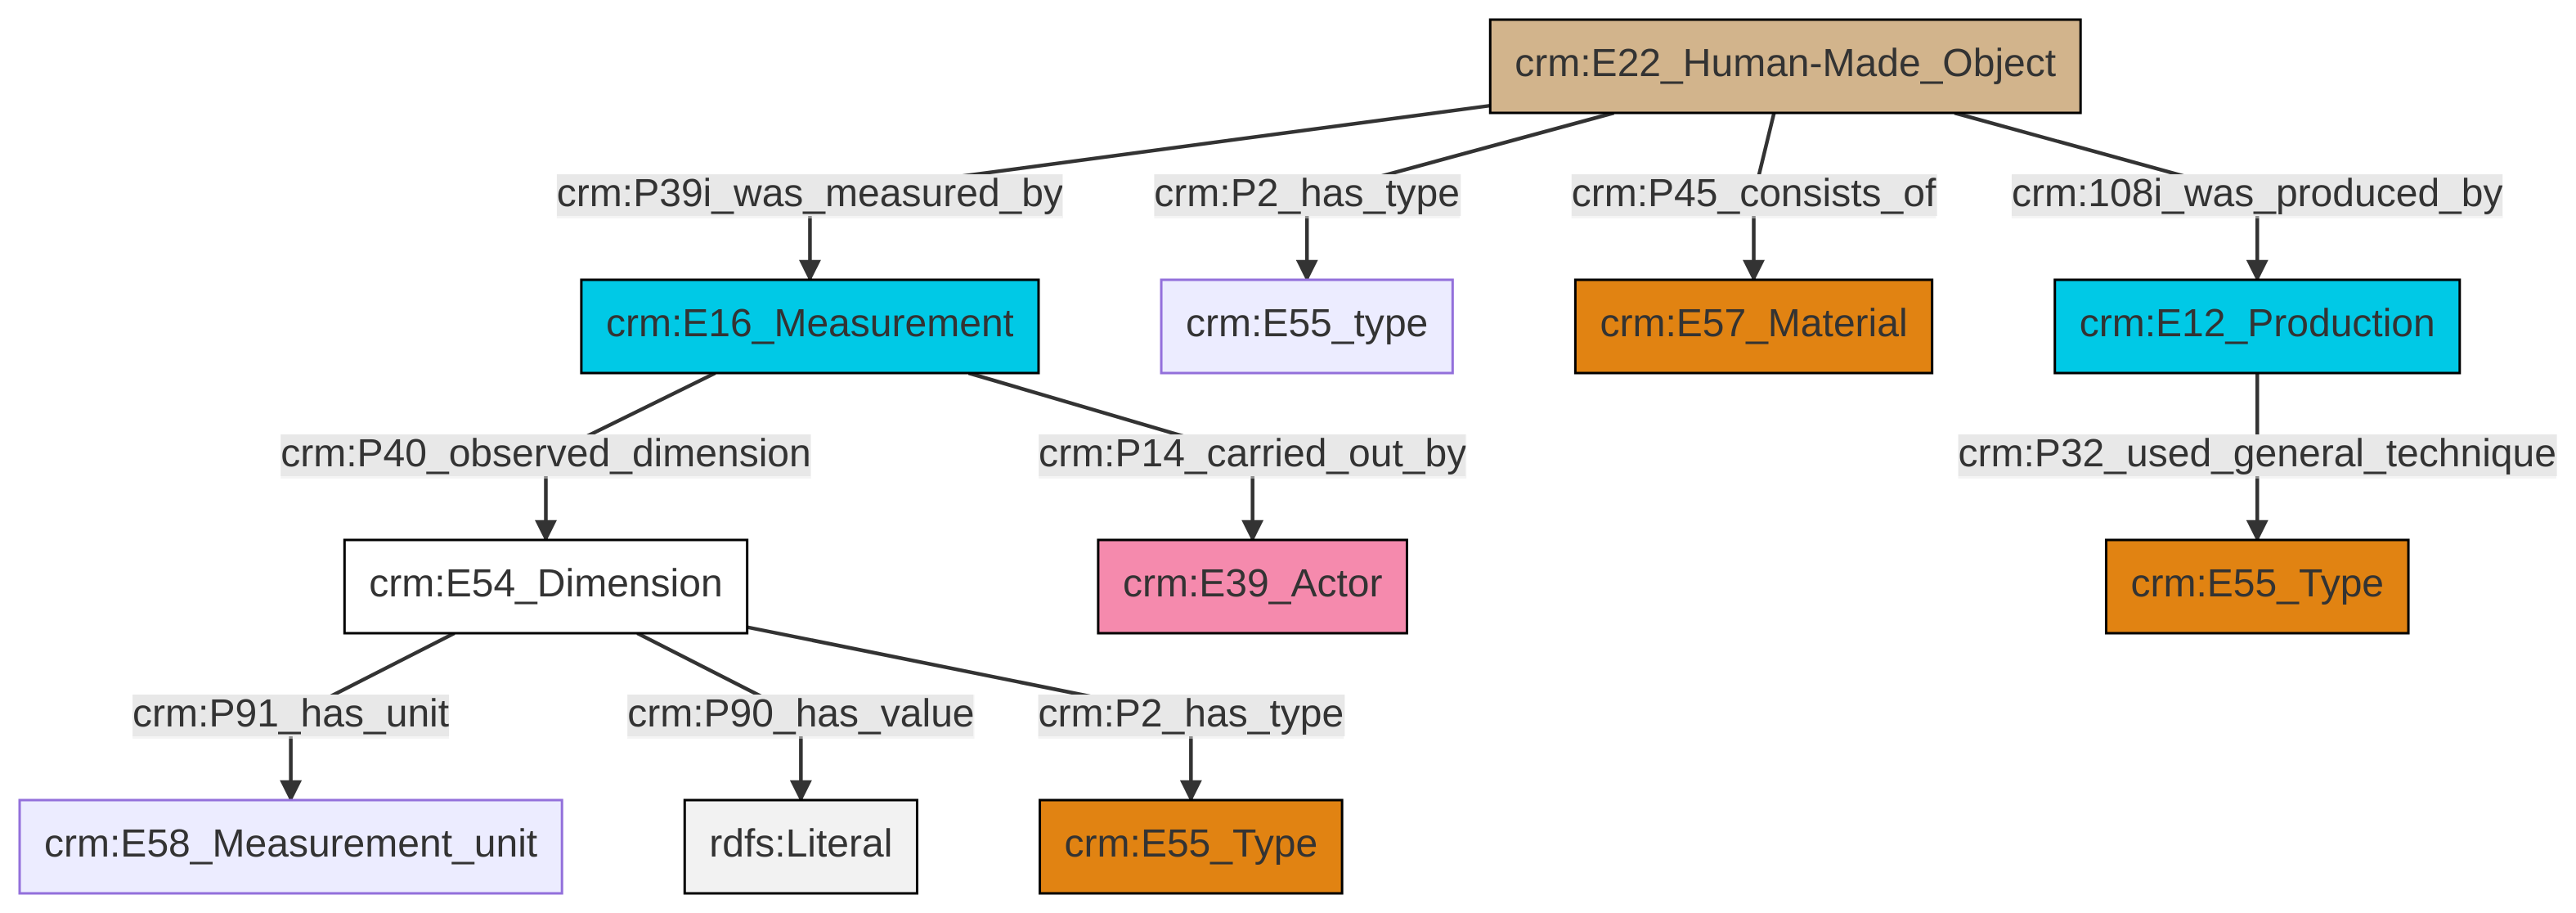 crm:E22_Human-Made_Object
crm:P39i_was_measured_by
crm:P2_has_type
crm:P45_consists_of
crm:108i_was_produced_by
crm:E16_Measurement
crm:E55_type
crm:E57_Material
crm:E12_Production
crm:P40_observed_dimension
crm:P14_carried_out_by
crm:P32_used_general_technique
crm:E54_Dimension
crm:E39_Actor
crm:E55_Type
crm:P91_has_unit
crm:P90_has_value
crm:P2_has_type
crm:E58_Measurement_unit
rdfs:Literal
crm:E55_Type